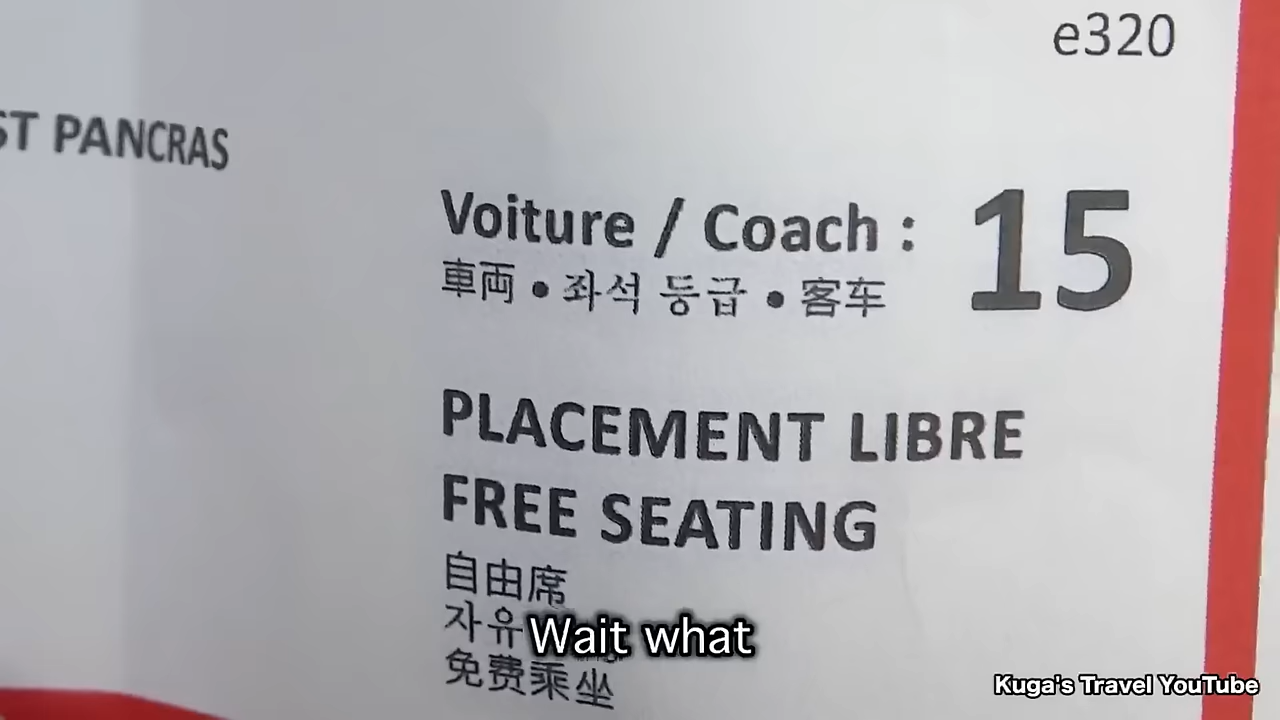 e320
ST PANCRAS
Voiture / Coach : 15
車両 • 좌석 등급 • 客车
PLACEMENT LIBRE
FREE SEATING
自由席
자유
Wait what
免费乘坐
Kuga's Travel YouTube